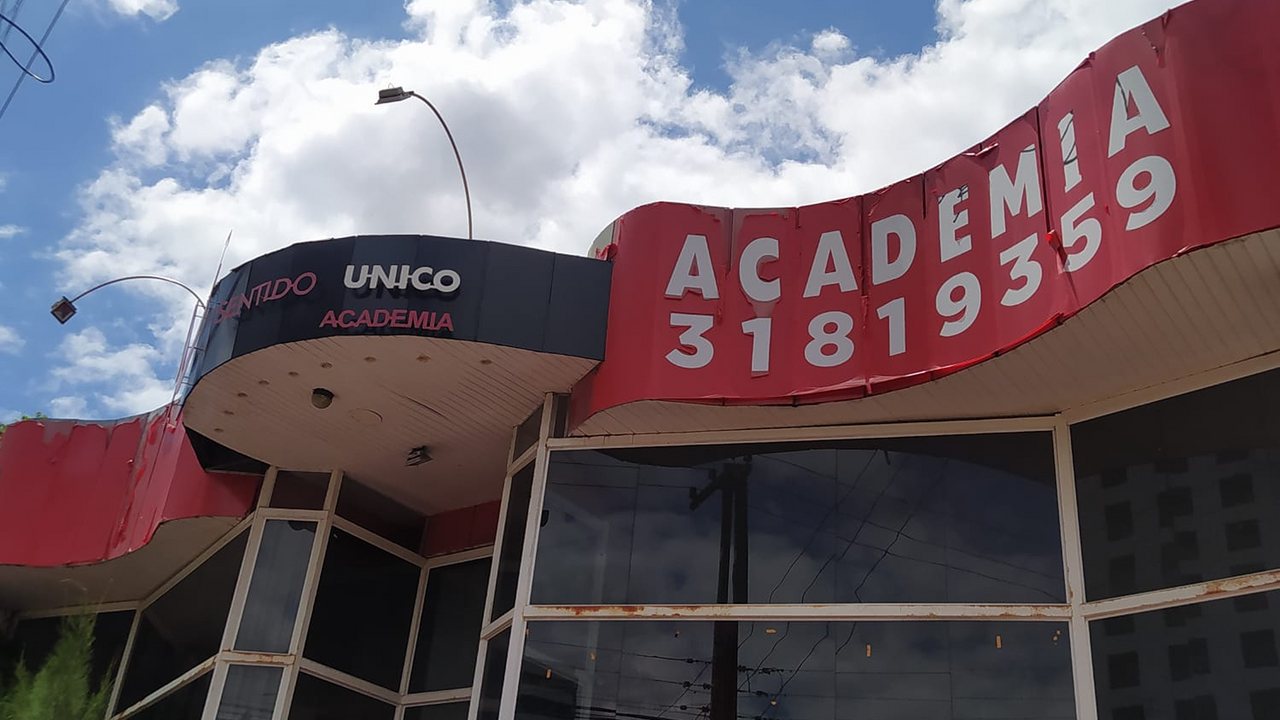 SENTIDO
UNICO
ACADEMIA
ACADEMIA
31819359